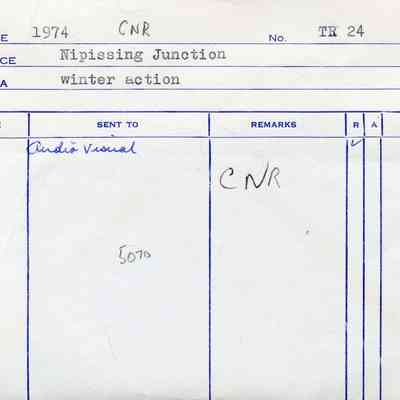 E 1974 CNR No. TR 24
CE Nipissing Junction
A winter action
E SENT TO REMARKS R A
Audio Visual ✓
CNR
5070